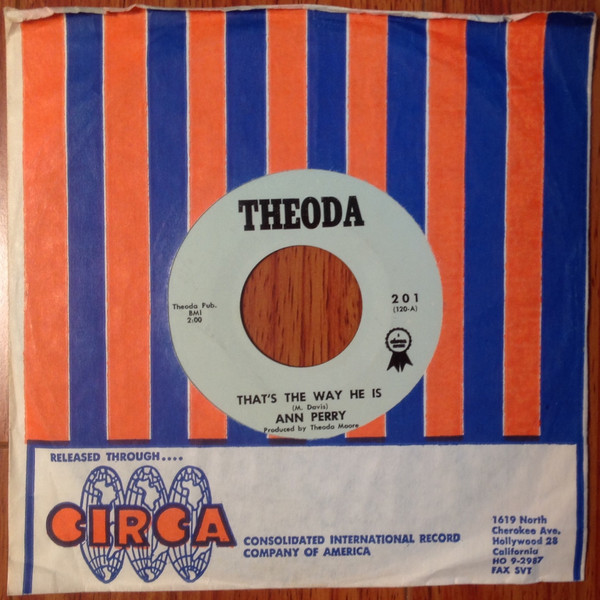 THEODA
Theoda Pub.
BMI
2:00
201
(120-A)
THAT'S THE WAY HE IS
(M. Davis)
ANN PERRY
Produced by Theoda Moore
RELEASED THROUGH....
CIRCA
CONSOLIDATED INTERNATIONAL RECORD
COMPANY OF AMERICA
1619 North
Cherokee Ave.
Hollywood 28
California
HO 9-2987
FAX SVT